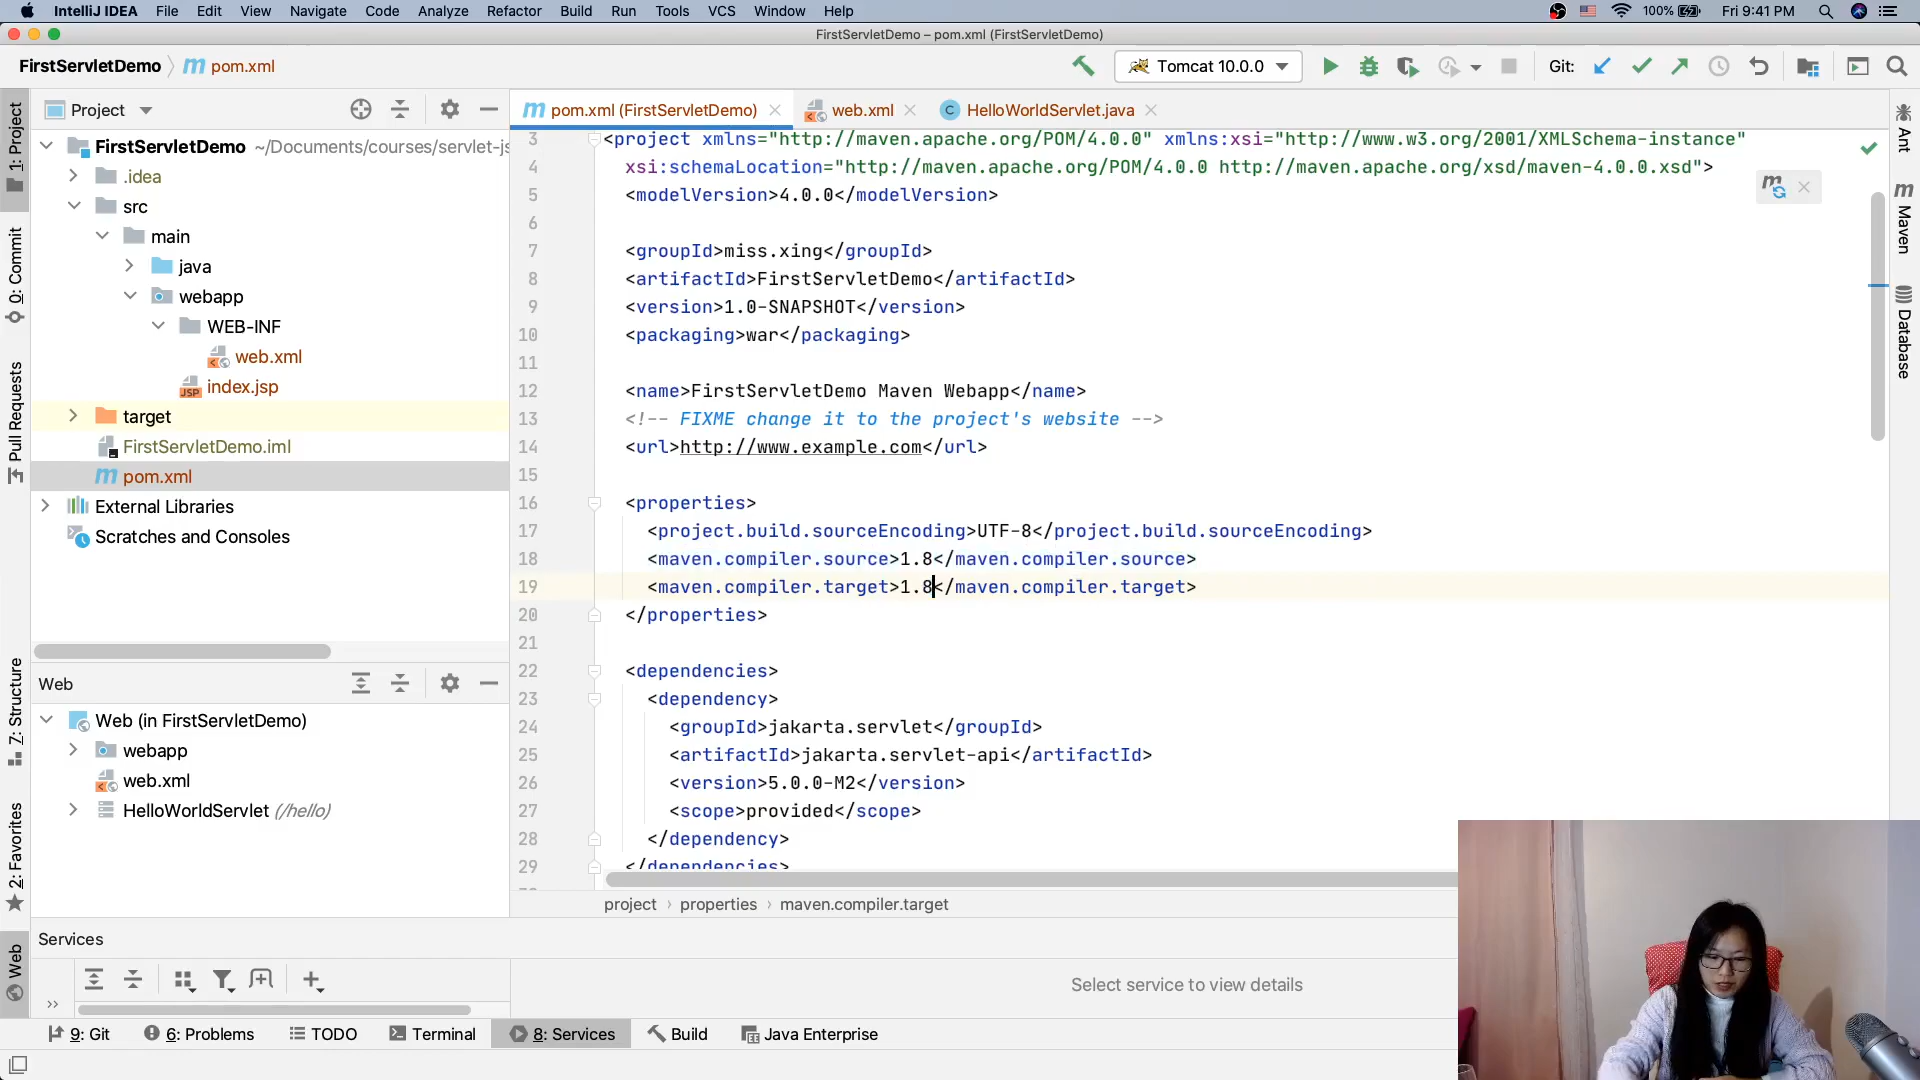 IntelliJ IDEA File Edit View Navigate Code Analyze Refactor Build Run Tools VCS Window Help 100% Fri 9:41 PM
FirstServletDemo – pom.xml (FirstServletDemo)
FirstServletDemo pom.xml Tomcat 10.0.0 Git:
Project
pom.xml (FirstServletDemo) web.xml HelloWorldServlet.java
FirstServletDemo ~/Documents/courses/servlet-js
.idea
src
main
java
webapp
WEB-INF
web.xml
index.jsp
target
FirstServletDemo.iml
pom.xml
External Libraries
Scratches and Consoles
Web
Web (in FirstServletDemo)
webapp
web.xml
HelloWorldServlet (/hello)
3 <project xmlns="http://maven.apache.org/POM/4.0.0" xmlns:xsi="http://www.w3.org/2001/XMLSchema-instance"
4 xsi:schemaLocation="http://maven.apache.org/POM/4.0.0 http://maven.apache.org/xsd/maven-4.0.0.xsd">
5 <modelVersion>4.0.0</modelVersion>
6
7 <groupId>miss.xing</groupId>
8 <artifactId>FirstServletDemo</artifactId>
9 <version>1.0-SNAPSHOT</version>
10 <packaging>war</packaging>
11
12 <name>FirstServletDemo Maven Webapp</name>
13 <!-- FIXME change it to the project's website -->
14 <url>http://www.example.com</url>
15
16 <properties>
17 <project.build.sourceEncoding>UTF-8</project.build.sourceEncoding>
18 <maven.compiler.source>1.8</maven.compiler.source>
19 <maven.compiler.target>1.8</maven.compiler.target>
20 </properties>
21
22 <dependencies>
23 <dependency>
24 <groupId>jakarta.servlet</groupId>
25 <artifactId>jakarta.servlet-api</artifactId>
26 <version>5.0.0-M2</version>
27 <scope>provided</scope>
28 </dependency>
29 </dependencies>
project › properties › maven.compiler.target
Services
Select service to view details
9: Git 6: Problems TODO Terminal 8: Services Build Java Enterprise
1: Project
0: Commit
Pull Requests
Z: Structure
2: Favorites
Web
Ant
Maven
Database